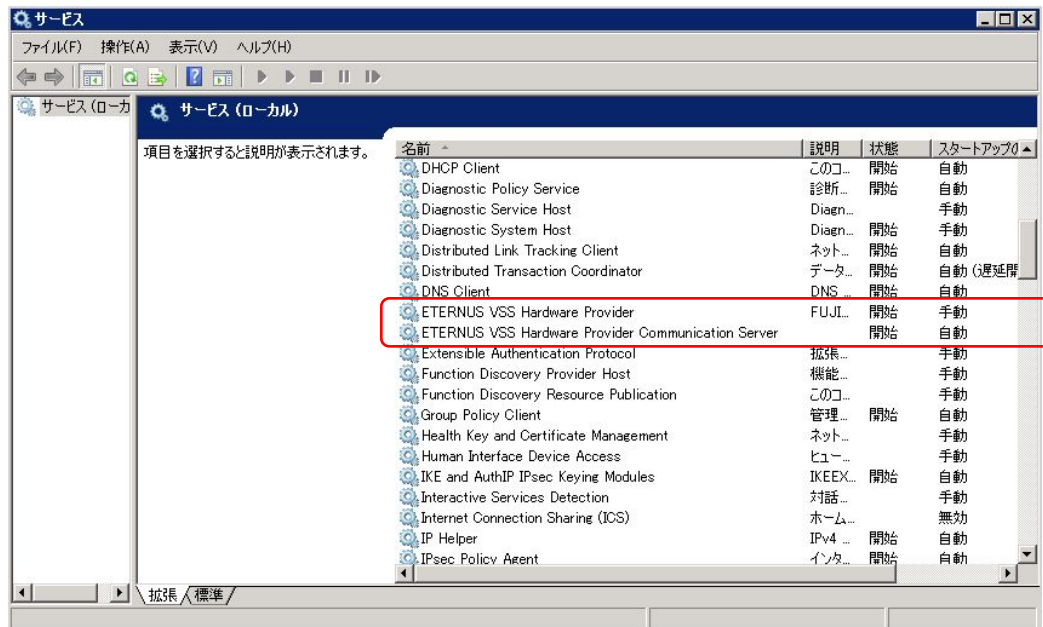 サービス
ファイル(F) 操作(A) 表示(V) ヘルプ(H)
サービス (ローカ
サービス (ローカル)
項目を選択すると説明が表示されます。
名前 説明 状態 スタートアップの
DHCP Client このコ... 開始 自動
Diagnostic Policy Service 診断... 開始 自動
Diagnostic Service Host Diagn... 手動
Diagnostic System Host Diagn... 開始 手動
Distributed Link Tracking Client ネット... 開始 自動
Distributed Transaction Coordinator データ... 開始 自動 (遅延開
DNS Client DNS ... 開始 自動
ETERNUS VSS Hardware Provider FUJI... 開始 手動
ETERNUS VSS Hardware Provider Communication Server 開始 自動
Extensible Authentication Protocol 拡張... 手動
Function Discovery Provider Host 機能... 手動
Function Discovery Resource Publication このコ... 手動
Group Policy Client 管理... 開始 自動
Health Key and Certificate Management ネット... 手動
Human Interface Device Access ヒュー... 手動
IKE and AuthIP IPsec Keying Modules IKEEX... 開始 自動
Interactive Services Detection 対話... 手動
Internet Connection Sharing (ICS) ホーム... 無効
IP Helper IPv4 ... 開始 自動
IPsec Policy Agent インタ... 開始 自動
拡張 標準